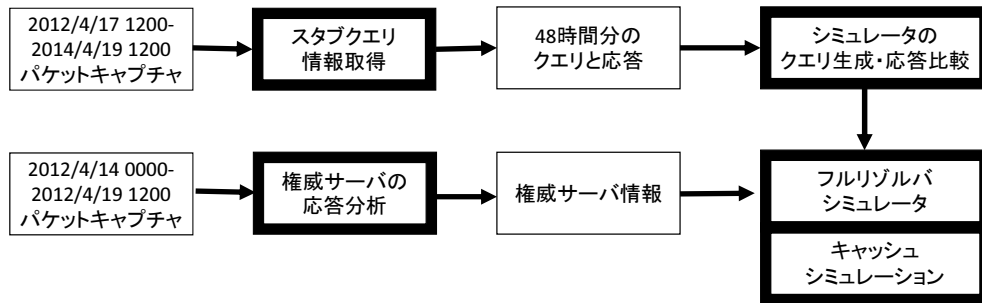 2012/4/17 1200-
2014/4/19 1200
パケットキャプチャ
スタブクエリ
情報取得
48時間分の
クエリと応答
シミュレータの
クエリ生成・応答比較
2012/4/14 0000-
2012/4/19 1200
パケットキャプチャ
権威サーバの
応答分析
権威サーバ情報
フルリゾルバ
シミュレータ
キャッシュ
シミュレーション